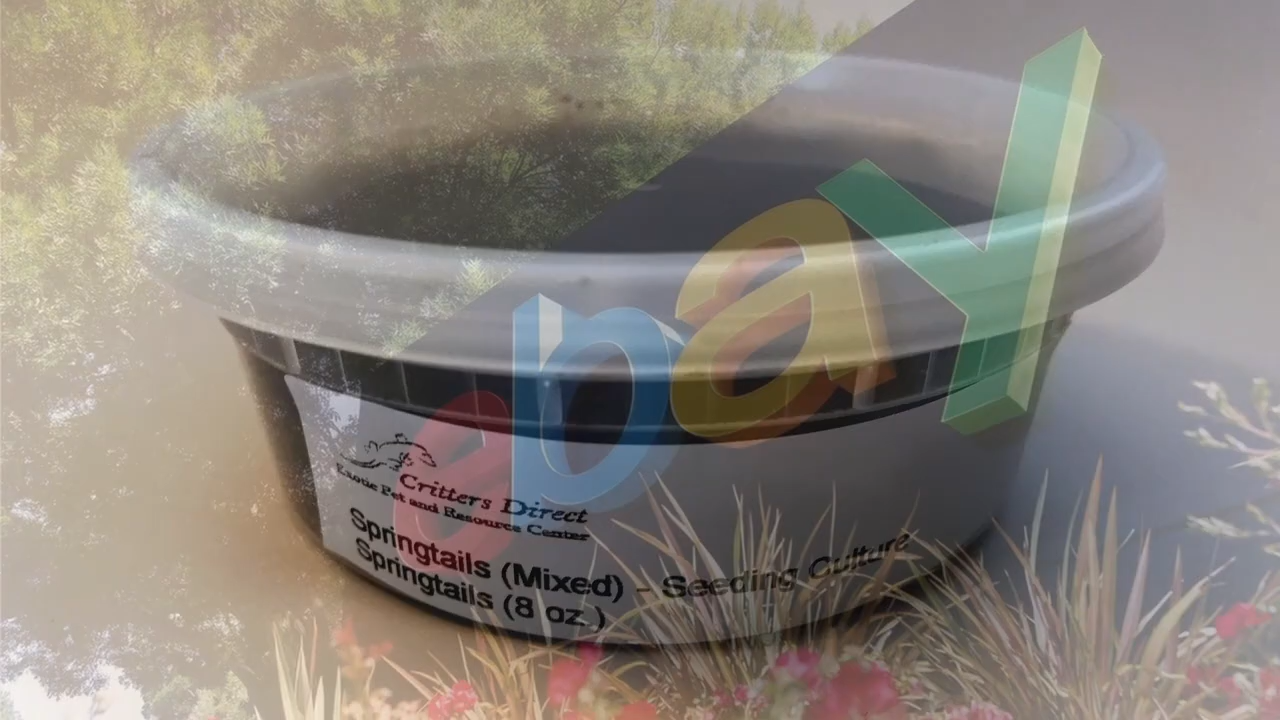 ebaY
Critters Direct
Exotic Pet and Resource Center
Springtails (Mixed) - Seeding Culture
Springtails (8 oz.)